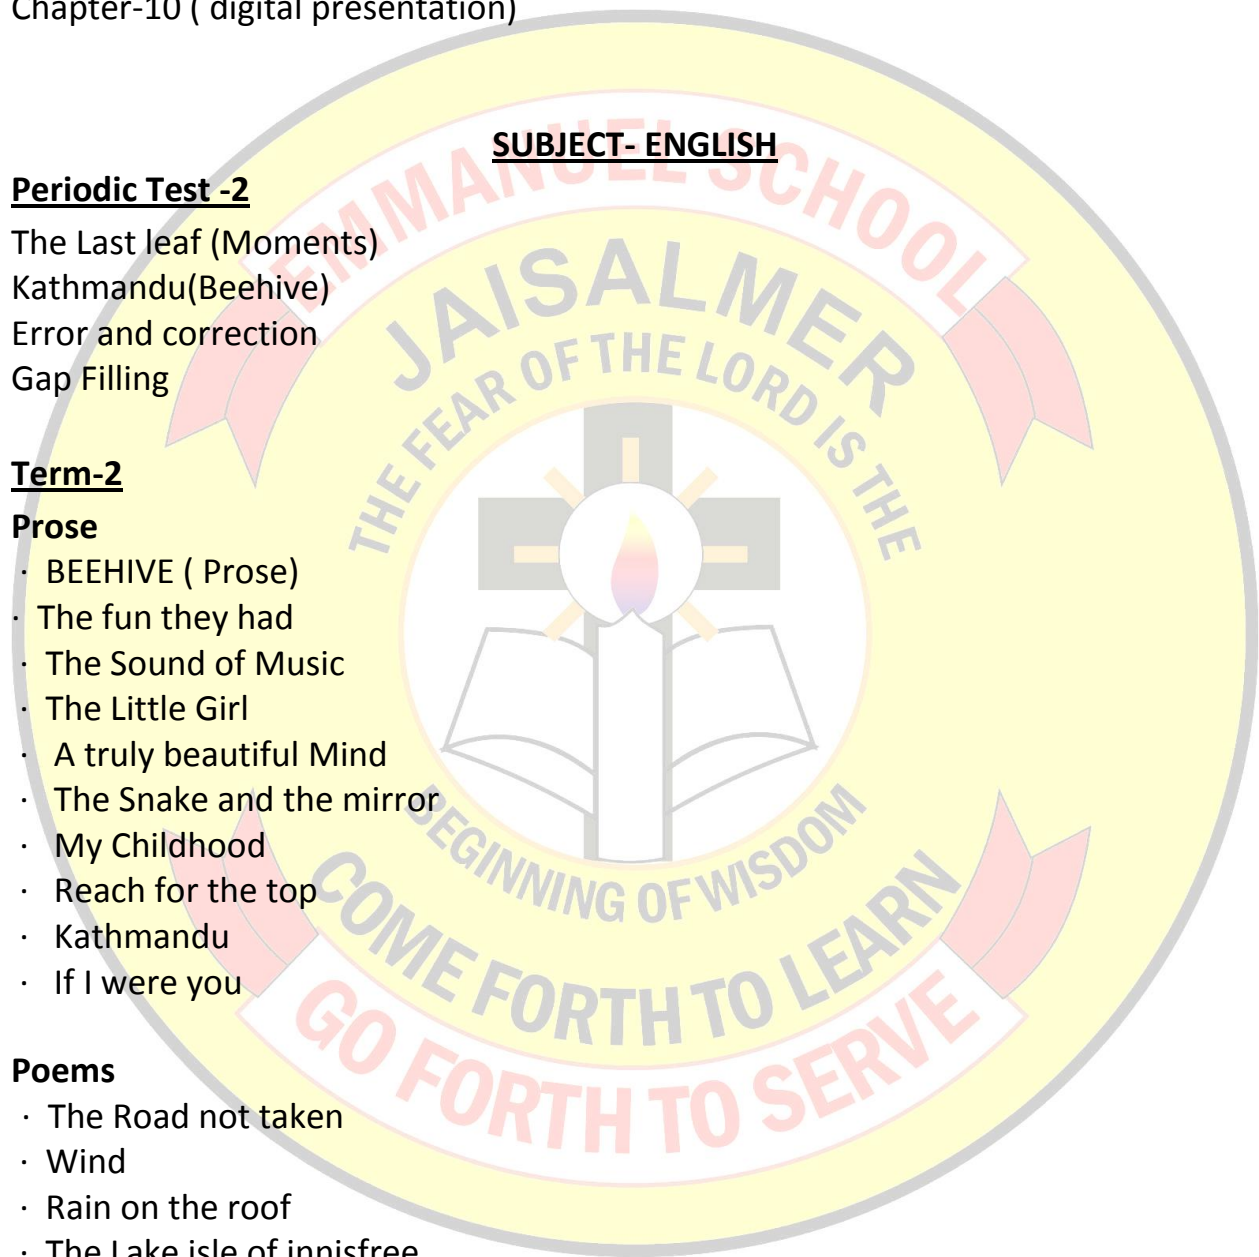 Chapter-10 ( digital presentation)
SUBJECT- ENGLISH
Periodic Test -2
The Last leaf (Moments)
Kathmandu(Beehive)
Error and correction
Gap Filling
Term-2
Prose
· BEEHIVE ( Prose)
· The fun they had
· The Sound of Music
· The Little Girl
· A truly beautiful Mind
· The Snake and the mirror
· My Childhood
· Reach for the top
· Kathmandu
· If I were you
Poems
· The Road not taken
· Wind
· Rain on the roof
· The Lake isle of innisfree
EMMANUEL SCHOOL
JAISALMER
THE FEAR OF THE LORD IS THE
BEGINNING OF WISDOM
COME FORTH TO LEARN
GO FORTH TO SERVE